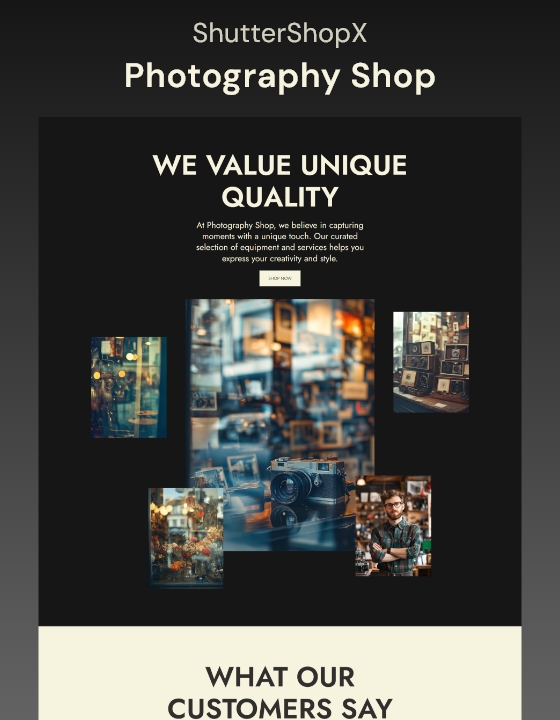 ShutterShopX
Photography Shop
WE VALUE UNIQUE
QUALITY
At Photography Shop, we believe in capturing
moments with a unique touch. Our curated
selection of equipment and services helps you
express your creativity and style.
SHOP NOW
WHAT OUR
CUSTOMERS SAY